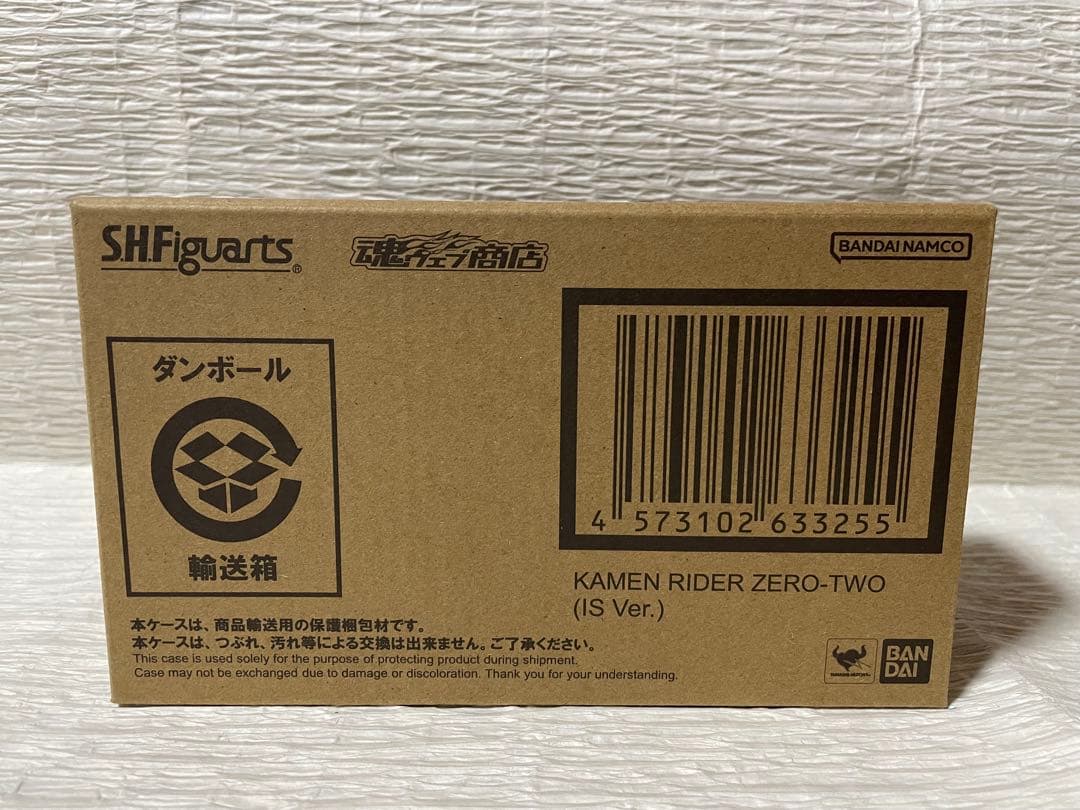 S.H.Figuarts®
魂ウェブ商店
BANDAI NAMCO
ダンボール
輸送箱
4 573102 633255
KAMEN RIDER ZERO-TWO
(IS Ver.)
本ケースは、商品輸送用の保護梱包材です。
本ケースは、つぶれ、汚れ等による交換は出来ません。ご了承ください。
This case is used solely for the purpose of protecting product during shipment.
Case may not be exchanged due to damage or discoloration. Thank you for your understanding.
BAN
DAI